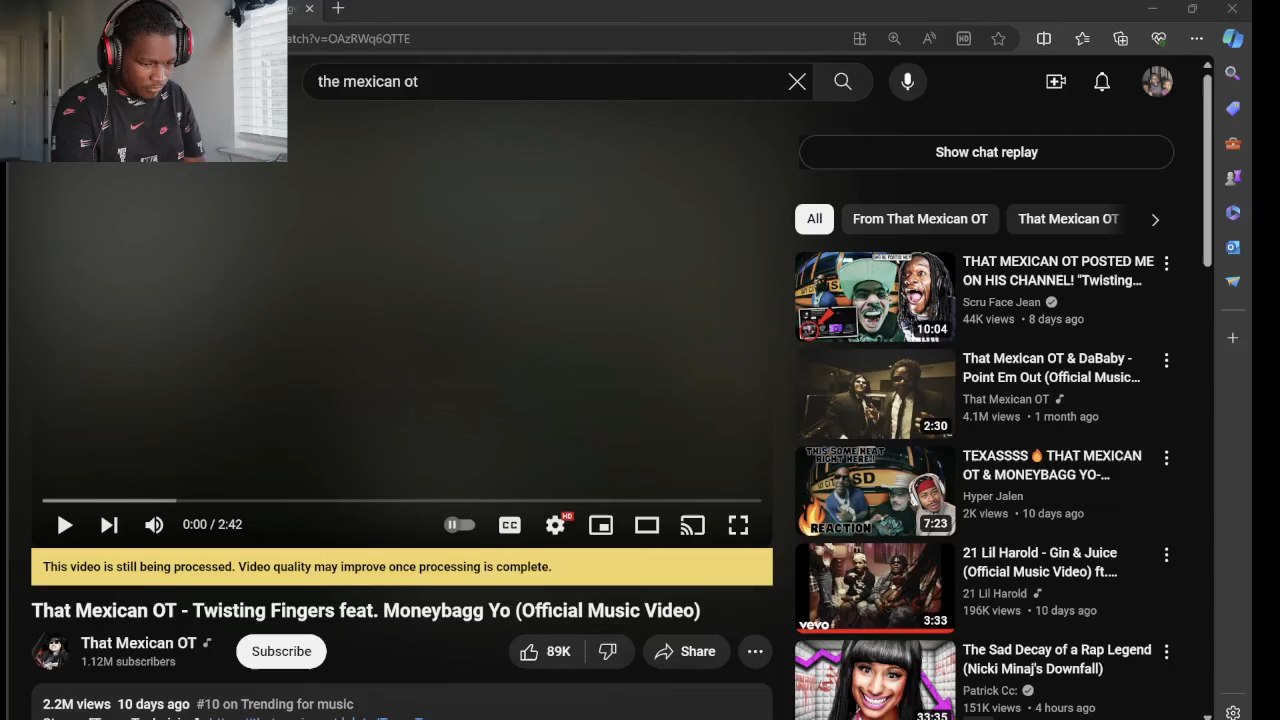 atch?v=OAzRWq6QTTE
the mexican ot
Show chat replay
All
From That Mexican OT
That Mexican OT
THAT MEXICAN OT POSTED ME
ON HIS CHANNEL! "Twisting...
Scru Face Jean
44K views • 8 days ago
10:04
That Mexican OT & DaBaby -
Point Em Out (Official Music...
That Mexican OT
4.1M views • 1 month ago
2:30
THIS SOME HEAT
RIGHT HERE!!
REACTION
TEXASSSS🔥THAT MEXICAN
OT & MONEYBAGG YO-
Hyper Jalen
2K views • 10 days ago
7:23
21 Lil Harold - Gin & Juice
(Official Music Video) ft....
21 Lil Harold
196K views • 10 days ago
vevo
3:33
The Sad Decay of a Rap Legend
(Nicki Minaj's Downfall)
Patrick Cc:
151K views • 4 hours ago
33:35
0:00 / 2:42
CC
HD
This video is still being processed. Video quality may improve once processing is complete.
That Mexican OT - Twisting Fingers feat. Moneybagg Yo (Official Music Video)
That Mexican OT
1.12M subscribers
Subscribe
89K
Share
2.2M views 10 days ago #10 on Trending for music